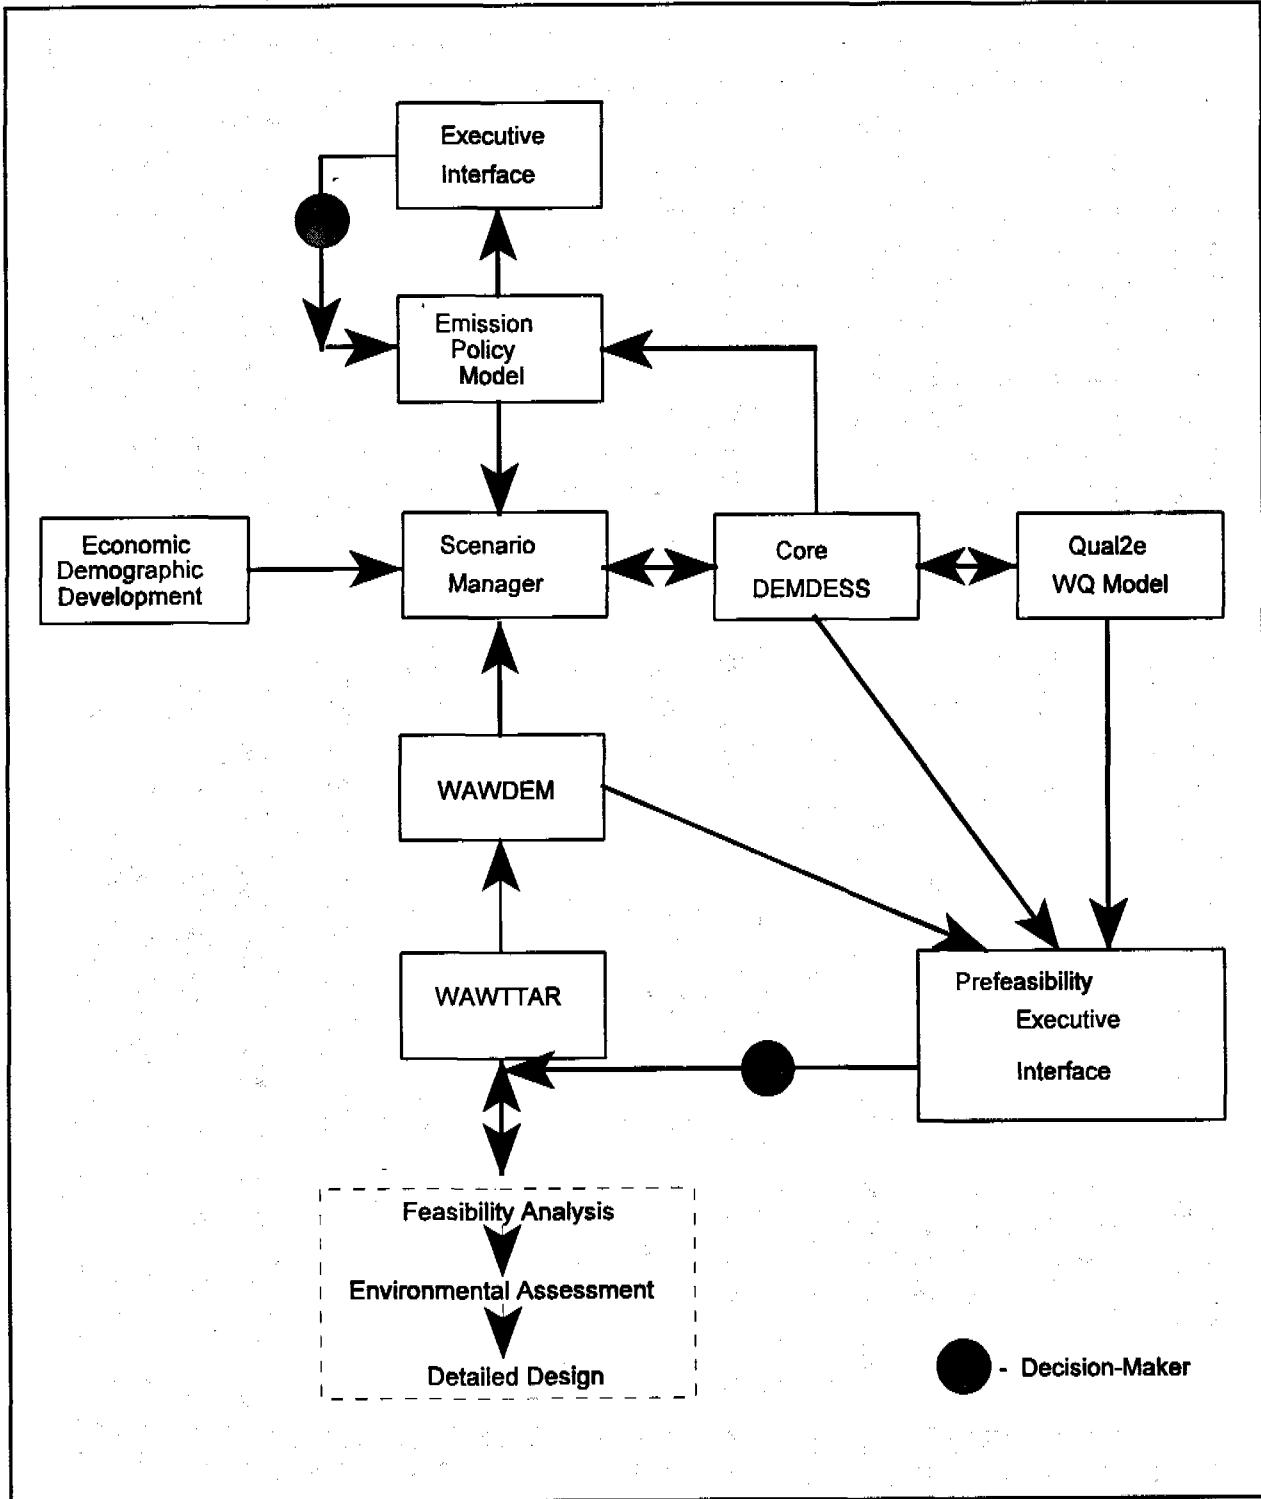 Executive
Interface
Emission
Policy
Model
Economic
Demographic
Development
Scenario
Manager
Core
DEMDESS
Qual2e
WQ Model
WAWDEM
WAWTTAR
Prefeasibility
Executive
Interface
Feasibility Analysis
Environmental Assessment
Detailed Design
- Decision-Maker